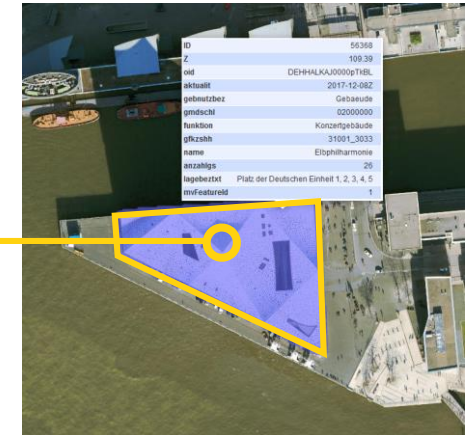 ID 56368
Z 109.39
oid DEHHALKAJ0000pTkBL
aktualit 2017-12-08Z
gebnutzbez Gebaeude
gmdschl 02000000
funktion Konzertgebäude
gfkzshh 31001_3033
name Elbphilharmonie
anzahlgs 26
lagebeztxt Platz der Deutschen Einheit 1, 2, 3, 4, 5
mvFeatureId 1